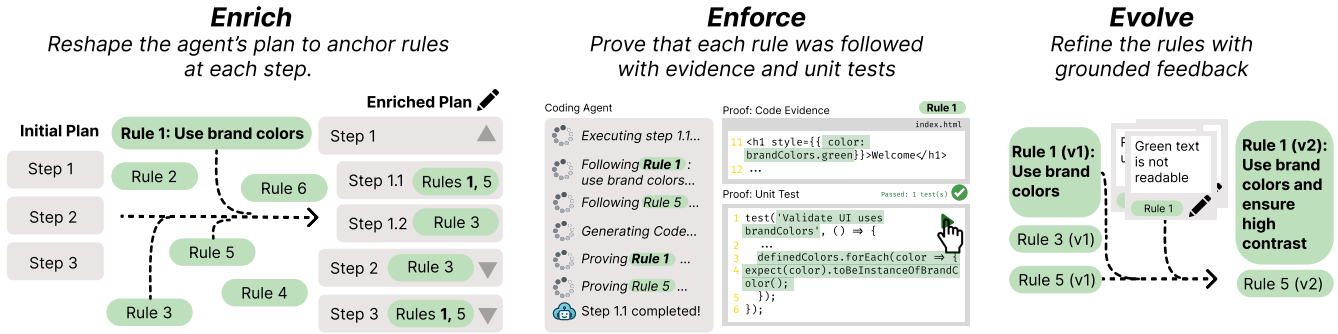 Enrich
Reshape the agent's plan to anchor rules
at each step.
Initial Plan
Step 1
Step 2
Step 3
Rule 1: Use brand colors
Rule 2
Rule 6
Rule 5
Rule 4
Rule 3
Enriched Plan
Step 1
Step 1.1 Rules 1, 5
Step 1.2 Rule 3
Step 2 Rule 3
Step 3 Rules 1, 5
Enforce
Prove that each rule was followed
with evidence and unit tests
Coding Agent
Executing step 1.1...
Following Rule 1 :
use brand colors...
Following Rule 5 ...
Generating Code...
Proving Rule 1 ...
Proving Rule 5 ...
Step 1.1 completed!
Proof: Code Evidence Rule 1
index.html
11 <h1 style={{ color:
brandColors.green}}>Welcome</h1>
12 ...
Proof: Unit Test Passed: 1 test(s)
1 test('Validate UI uses
brandColors', () => {
2 ...
3 definedColors.forEach(color => {
4 expect(color).toBeInstanceOfBrandC
olor();
5 });
6 });
Evolve
Refine the rules with
grounded feedback
Rule 1 (v1):
Use brand
colors
Rule 3 (v1)
Rule 5 (v1)
Green text
is not
readable
Rule 1
Rule 1 (v2):
Use brand
colors and
ensure
high
contrast
Rule 5 (v2)